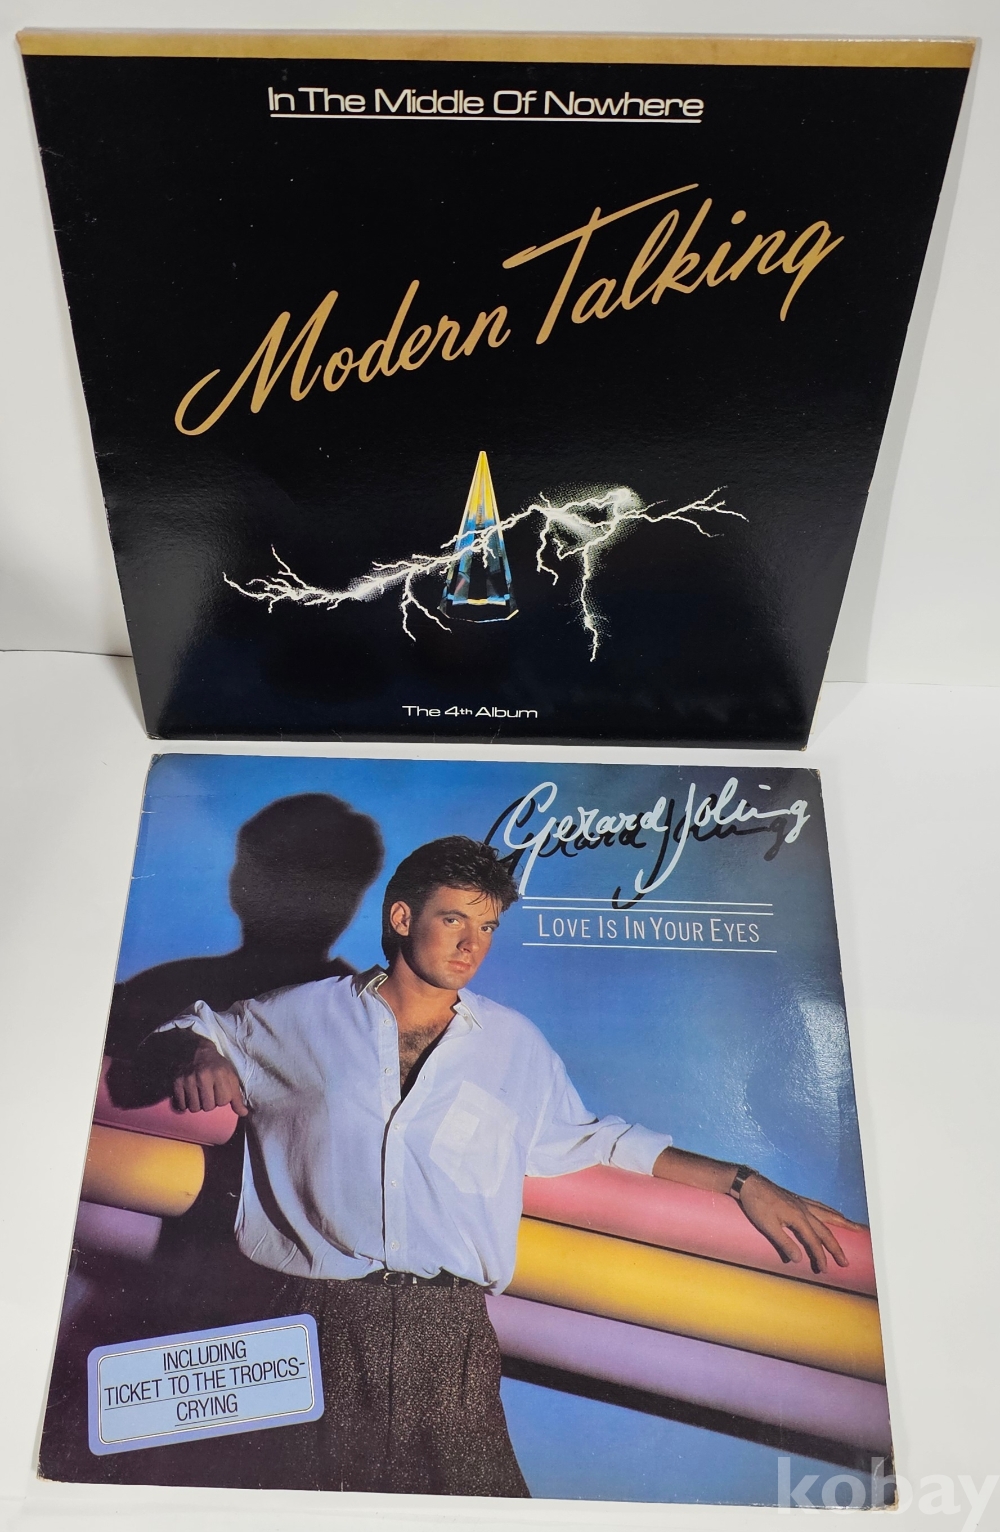 In The Middle Of Nowhere
Modern Talking
The 4th Album
Gerard Joling
LOVE IS IN YOUR EYES
INCLUDING
TICKET TO THE TROPICS-
CRYING
kobay